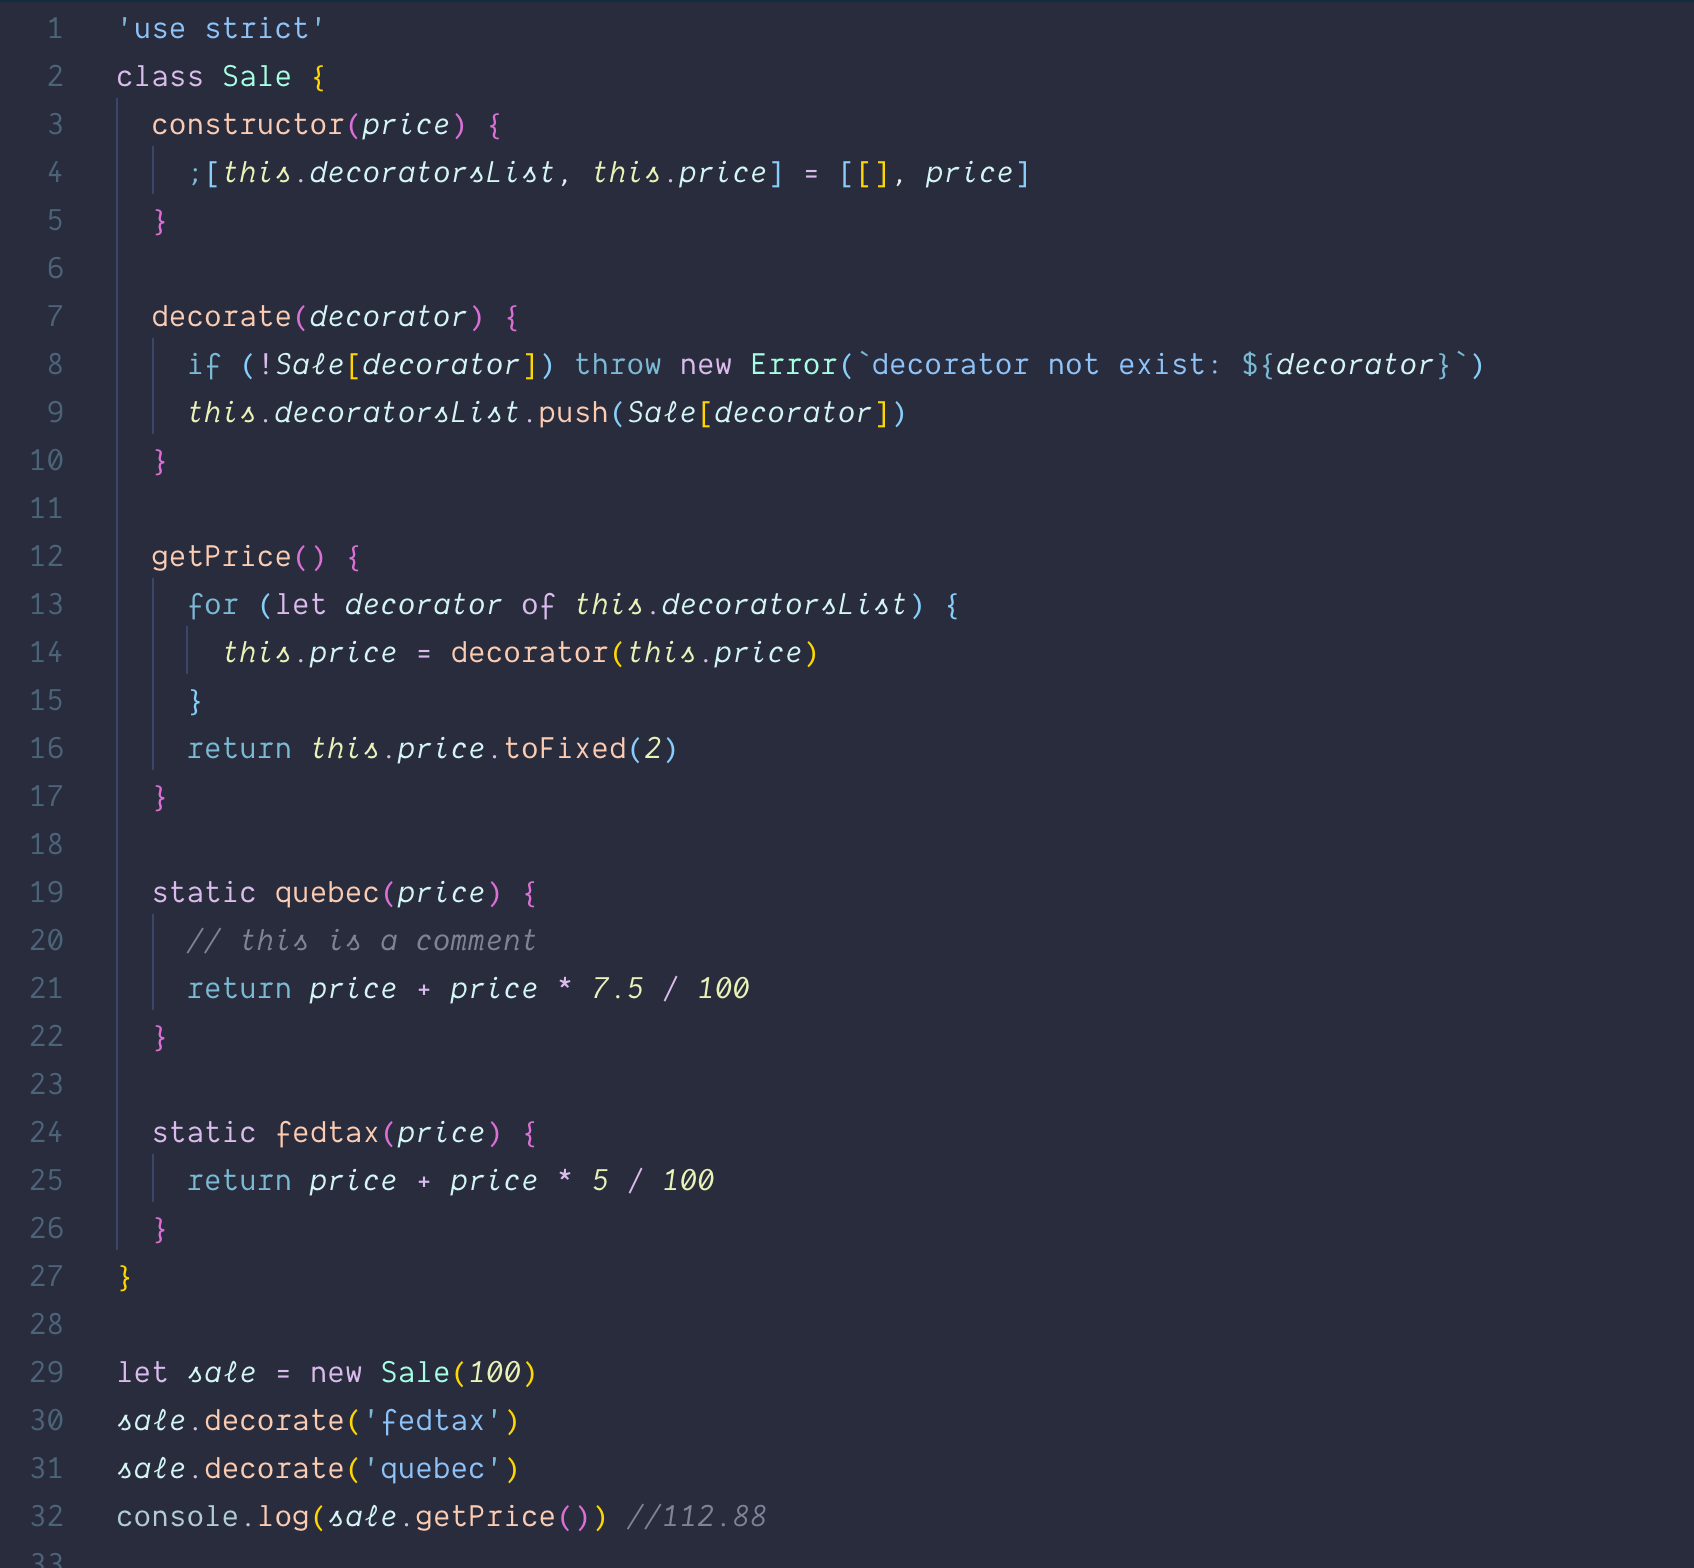 1 'use strict'
2 class Sale {
3 constructor(price) {
4 ;[this.decoratorsList, this.price] = [[], price]
5 }
6
7 decorate(decorator) {
8 if (!Sale[decorator]) throw new Error(`decorator not exist: ${decorator}`)
9 this.decoratorsList.push(Sale[decorator])
10 }
11
12 getPrice() {
13 for (let decorator of this.decoratorsList) {
14 this.price = decorator(this.price)
15 }
16 return this.price.toFixed(2)
17 }
18
19 static quebec(price) {
20 // this is a comment
21 return price + price * 7.5 / 100
22 }
23
24 static fedtax(price) {
25 return price + price * 5 / 100
26 }
27 }
28
29 let sale = new Sale(100)
30 sale.decorate('fedtax')
31 sale.decorate('quebec')
32 console.log(sale.getPrice()) //112.88
33